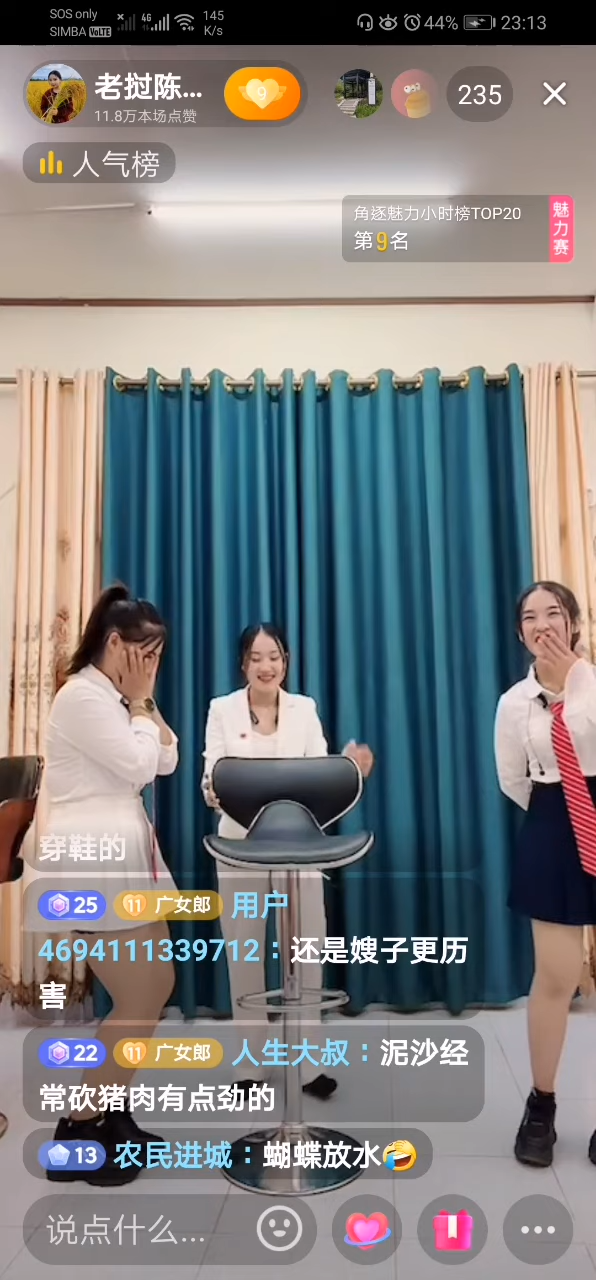 SOS only
SIMBA VoLTE
4G
145
K/s
44%
23:13
老挝陈...
11.8万本场点赞
9
235
人气榜
角逐魅力小时榜TOP20
第9名
魅力赛
穿鞋的
25 11 广女郎 用户
4694111339712：还是嫂子更历
害
22 11 广女郎 人生大叔：泥沙经
常砍猪肉有点劲的
13 农民进城：蝴蝶放水🤣
说点什么...